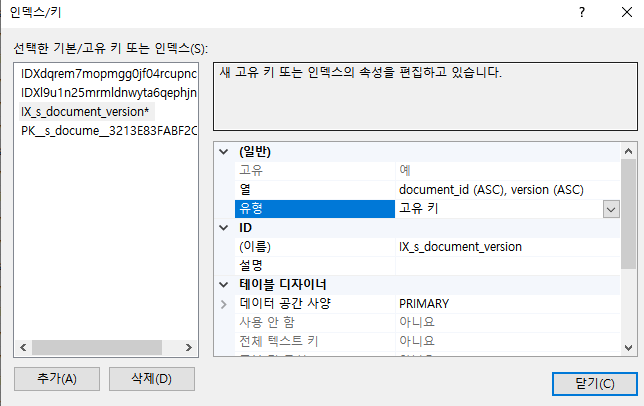 인덱스/키
? ×
선택한 기본/고유 키 또는 인덱스(S):
IDXdqrem7mopmgg0jf04rcupnc
IDXl9u1n25mrmldnwyta6qephjn
IX_s_document_version*
PK__s_docume__3213E83FABF2C
추가(A) 삭제(D)
새 고유 키 또는 인덱스의 속성을 편집하고 있습니다.
(일반)
고유 예
열 document_id (ASC), version (ASC)
유형 고유 키
ID
(이름) IX_s_document_version
설명
테이블 디자이너
데이터 공간 사양 PRIMARY
사용 안 함 아니요
전체 텍스트 키 아니요
닫기(C)